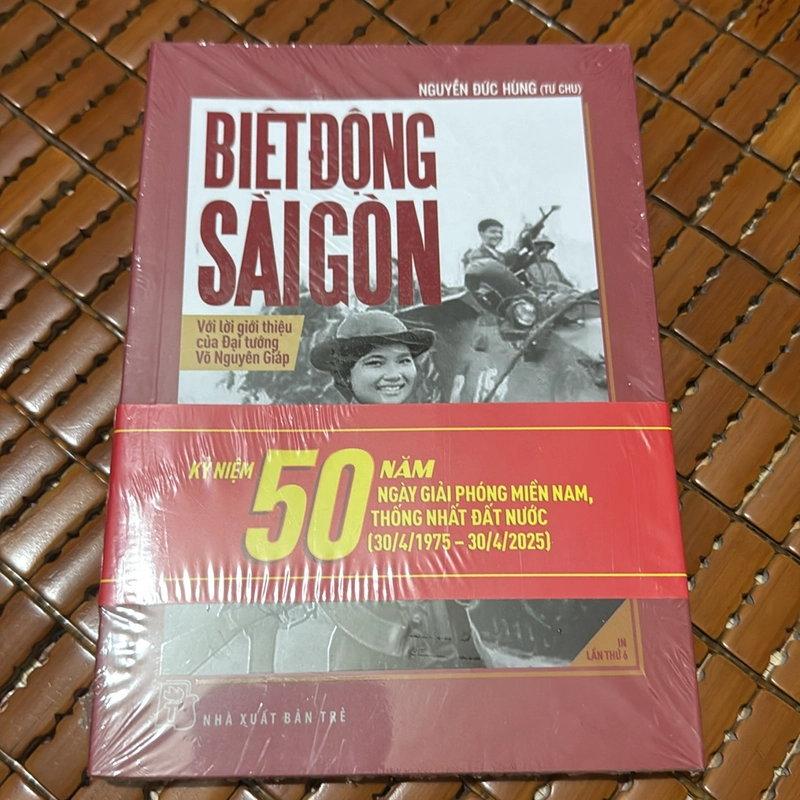 NGUYỄN ĐỨC HÙNG (TƯ CHU)
BIỆT ĐỘNG
SÀI GÒN
Với lời giới thiệu
của Đại tướng
Võ Nguyên Giáp
KỶ NIỆM 50 NĂM
NGÀY GIẢI PHÓNG MIỀN NAM,
THỐNG NHẤT ĐẤT NƯỚC
(30/4/1975 – 30/4/2025)
IN
LẦN THỨ 6
NHÀ XUẤT BẢN TRẺ